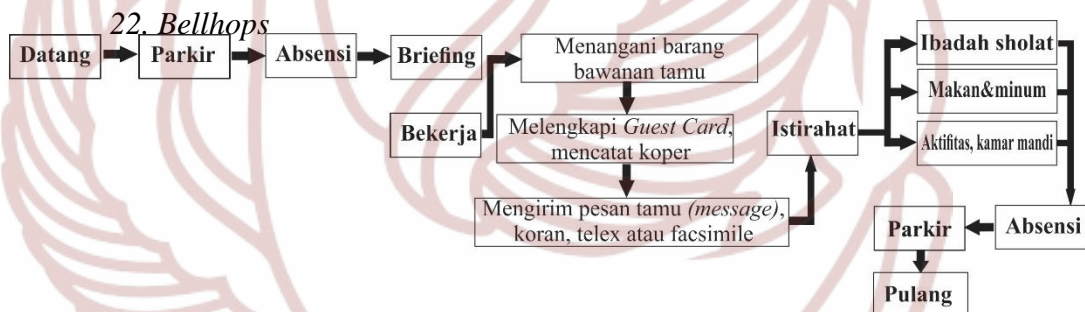 22. Bellhops
Datang
Parkir
Absensi
Briefing
Bekerja
Menangani barang
bawanan tamu
Melengkapi Guest Card,
mencatat koper
Mengirim pesan tamu (message),
koran, telex atau facsimile
Istirahat
Ibadah sholat
Makan&minum
Aktifitas, kamar mandi
Absensi
Parkir
Pulang